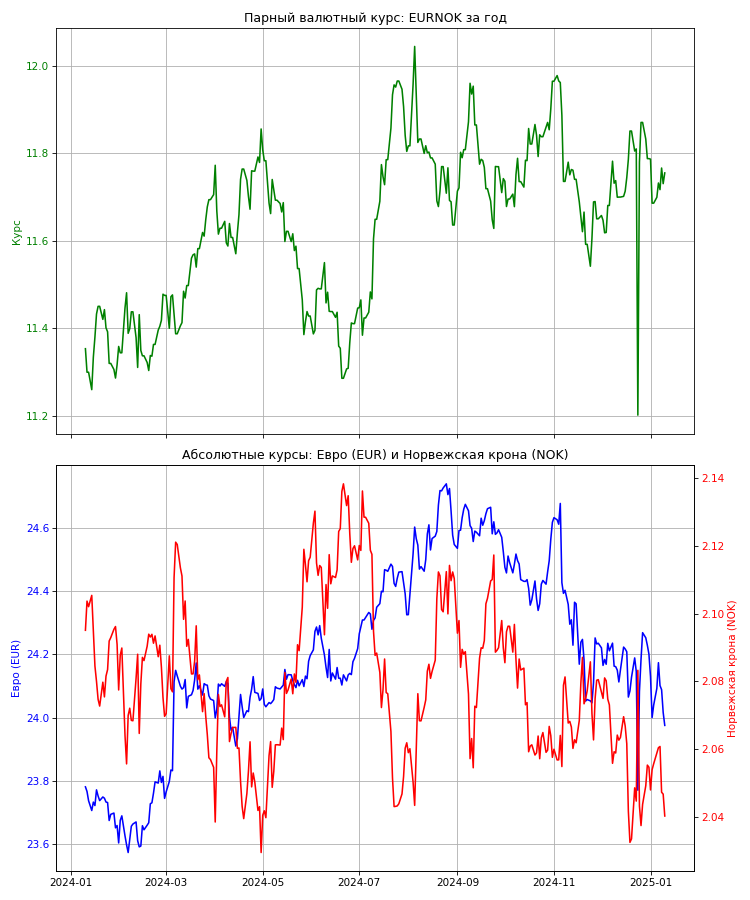 Парный валютный курс: EURNOK за год
12.0
11.8
11.6
11.4
11.2
Курс
Абсолютные курсы: Евро (EUR) и Норвежская крона (NOK)
24.6
24.4
24.2
24.0
23.8
23.6
Евро (EUR)
2.14
2.12
2.10
2.08
2.06
2.04
Норвежская крона (NOK)
2024-01 2024-03 2024-05 2024-07 2024-09 2024-11 2025-01